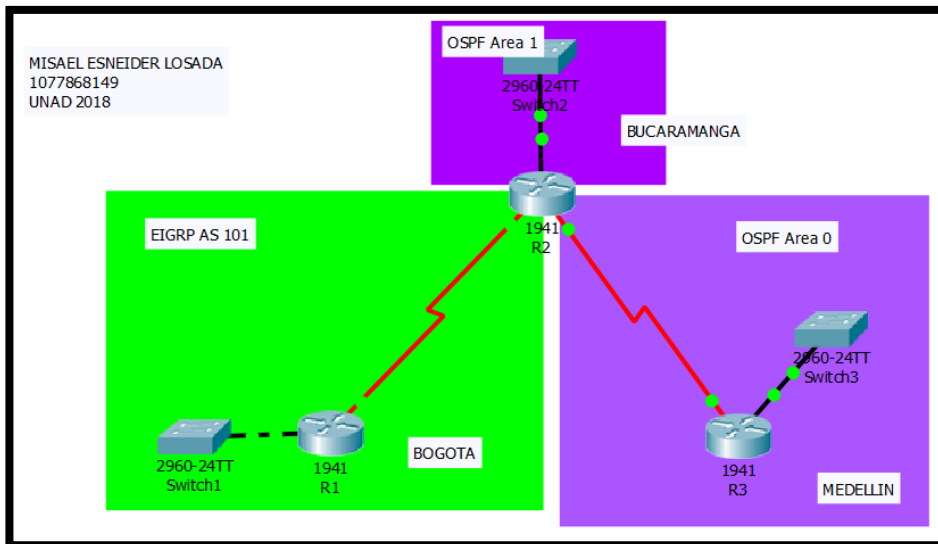 MISAEL ESNEIDER LOSADA
1077868149
UNAD 2018
OSPF Area 1
2960-24TT
Switch2
BUCARAMANGA
1941
R2
EIGRP AS 101
OSPF Area 0
2960-24TT
Switch3
2960-24TT
Switch1
1941
R1
BOGOTA
1941
R3
MEDELLIN